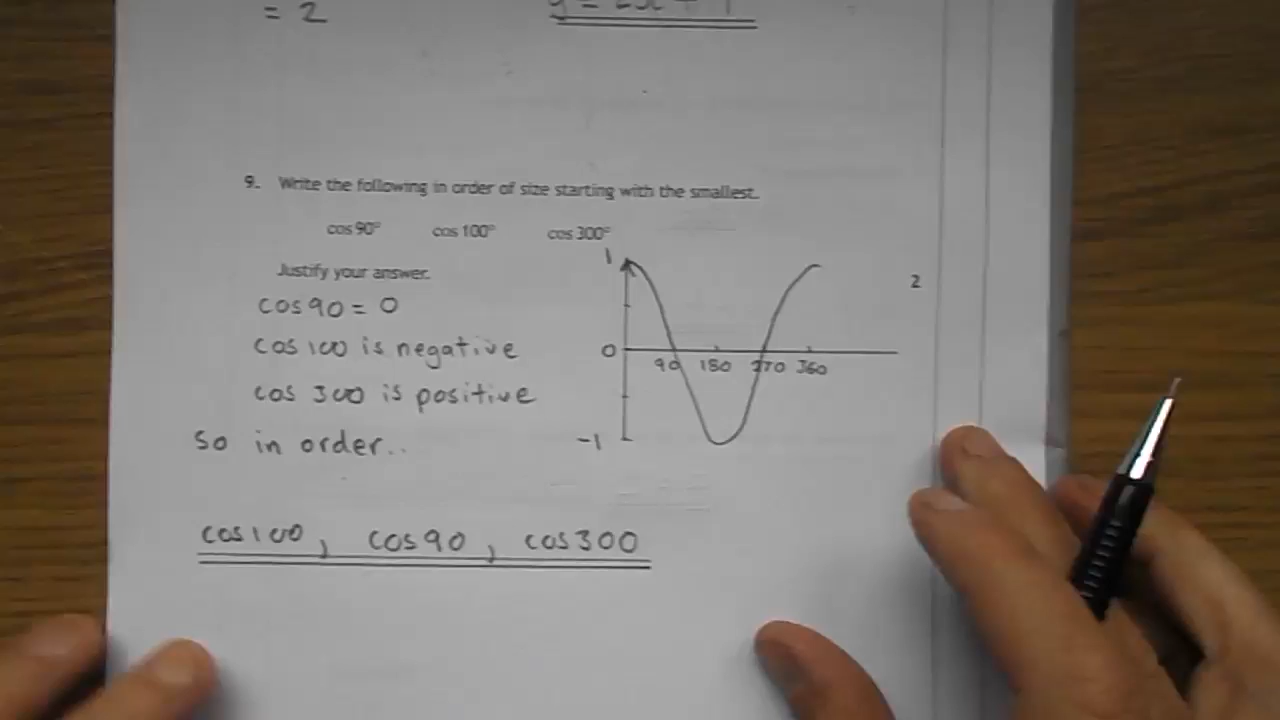 = 2
9. Write the following in order of size starting with the smallest.
cos 90° cos 100° cos 300°
Justify your answer.
2
cos 90 = 0
cos 100 is negative
cos 300 is positive
so in order..
cos 100, cos 90, cos 300
1
0
90 180 270 360
-1